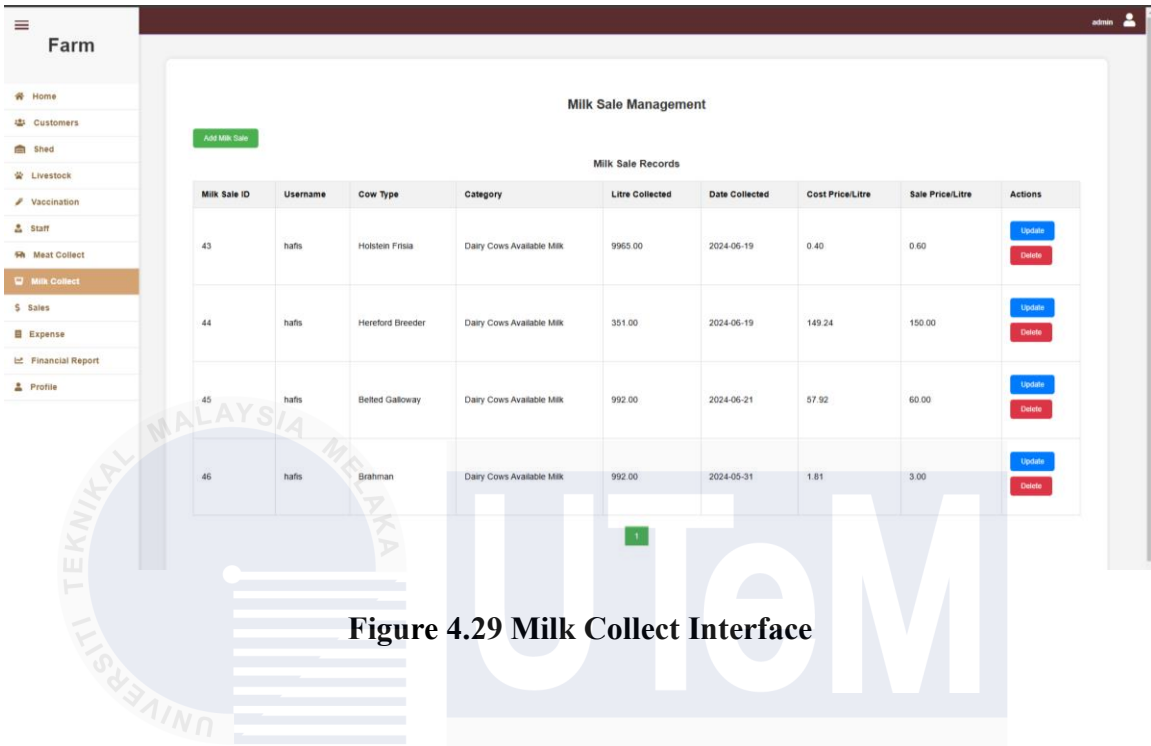 admin
Farm
Home
Customers
Shed
Livestock
Vaccination
Staff
Meat Collect
Milk Collect
$ Sales
Expense
Financial Report
Profile
Milk Sale Management
Add Milk Sale
Milk Sale Records
Milk Sale ID Username Cow Type Category Litre Collected Date Collected Cost Price/Litre Sale Price/Litre Actions
43 hafis Holstein Frisia Dairy Cows Available Milk 9965.00 2024-06-19 0.40 0.60 Update Delete
44 hafis Hereford Breeder Dairy Cows Available Milk 351.00 2024-06-19 149.24 150.00 Update Delete
45 hafis Belted Galloway Dairy Cows Available Milk 992.00 2024-06-21 57.92 60.00 Update Delete
46 hafis Brahman Dairy Cows Available Milk 992.00 2024-05-31 1.81 3.00 Update Delete
1
Figure 4.29 Milk Collect Interface
UNIVERSITI TEKNIKAL MALAYSIA MELAKA
UTeM